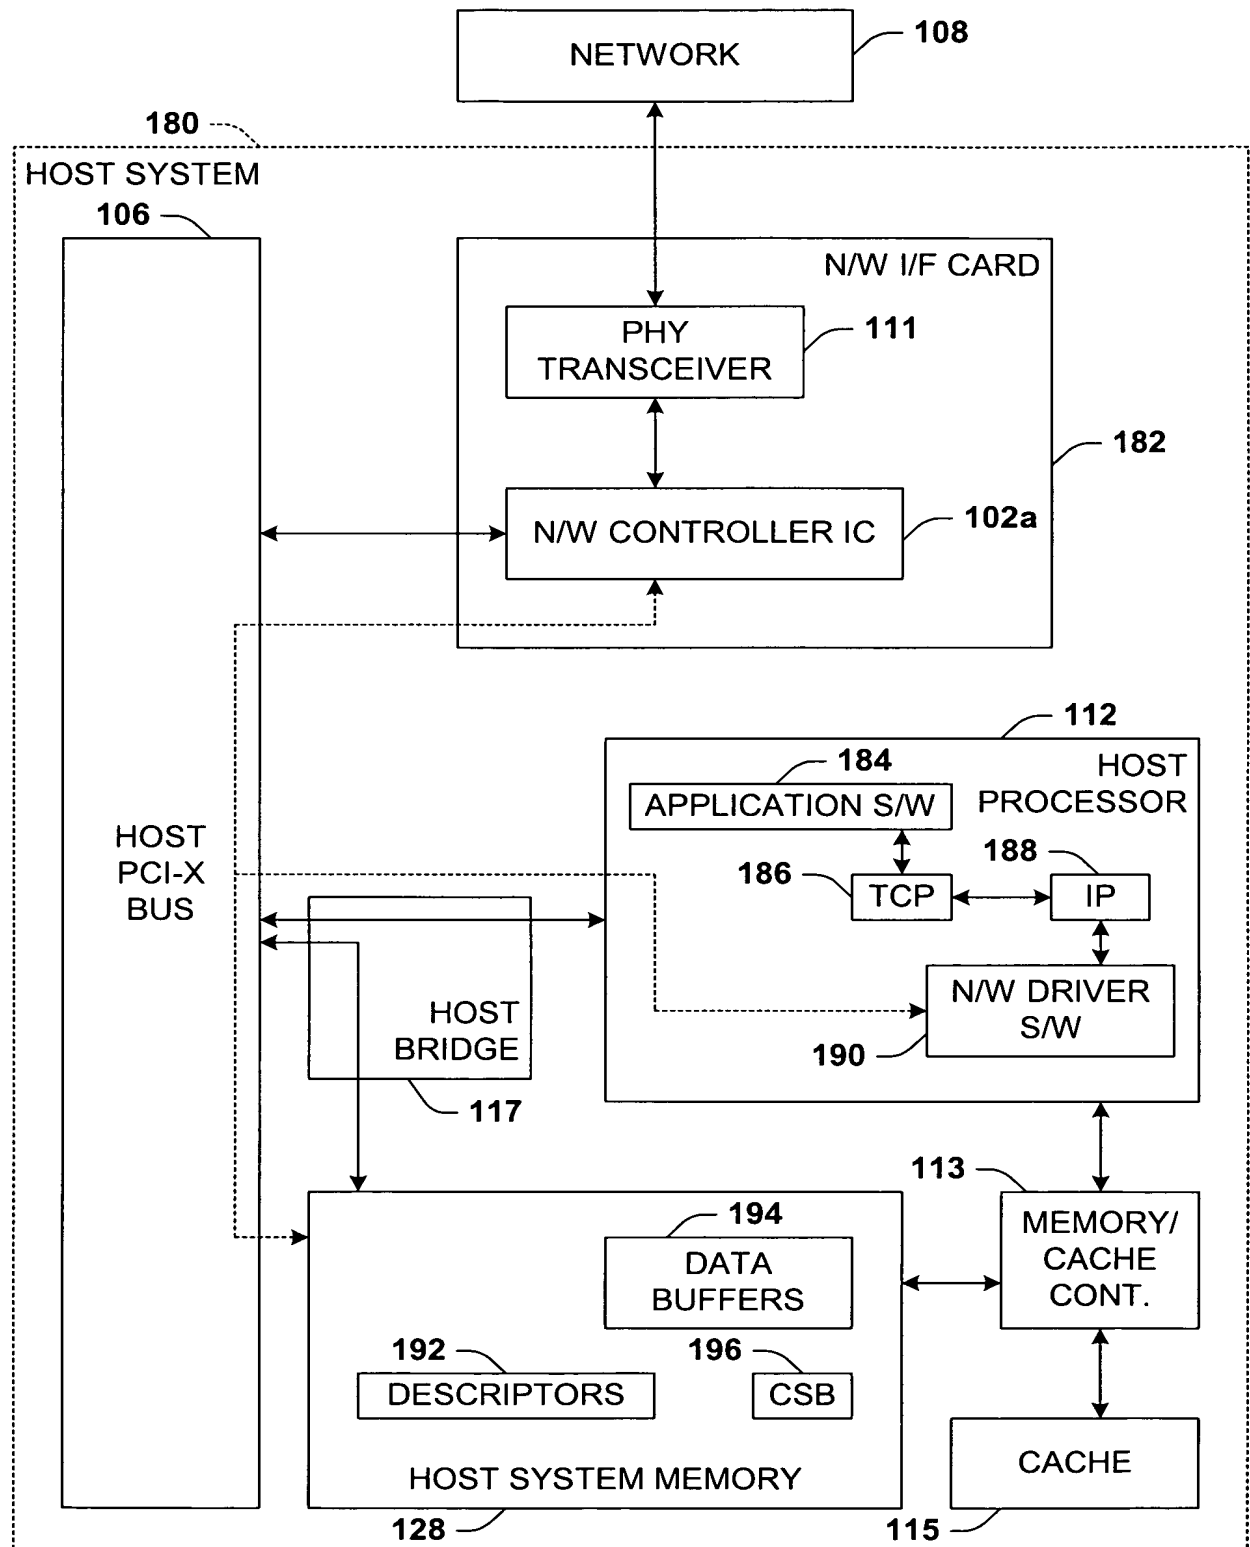 NETWORK
108
180
HOST SYSTEM
106
N/W I/F CARD
PHY
TRANSCEIVER
111
182
N/W CONTROLLER IC
102a
112
HOST
PROCESSOR
184
APPLICATION S/W
186
TCP
188
IP
HOST
PCI-X
BUS
N/W DRIVER
S/W
190
HOST
BRIDGE
117
113
MEMORY/
CACHE
CONT.
194
DATA
BUFFERS
192
DESCRIPTORS
196
CSB
HOST SYSTEM MEMORY
128
CACHE
115